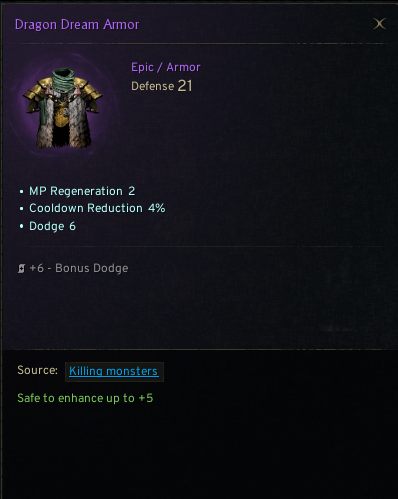 Dragon Dream Armor
Epic / Armor
Defense 21
• MP Regeneration 2
• Cooldown Reduction 4%
• Dodge 6
+6 - Bonus Dodge
Source: Killing monsters
Safe to enhance up to +5